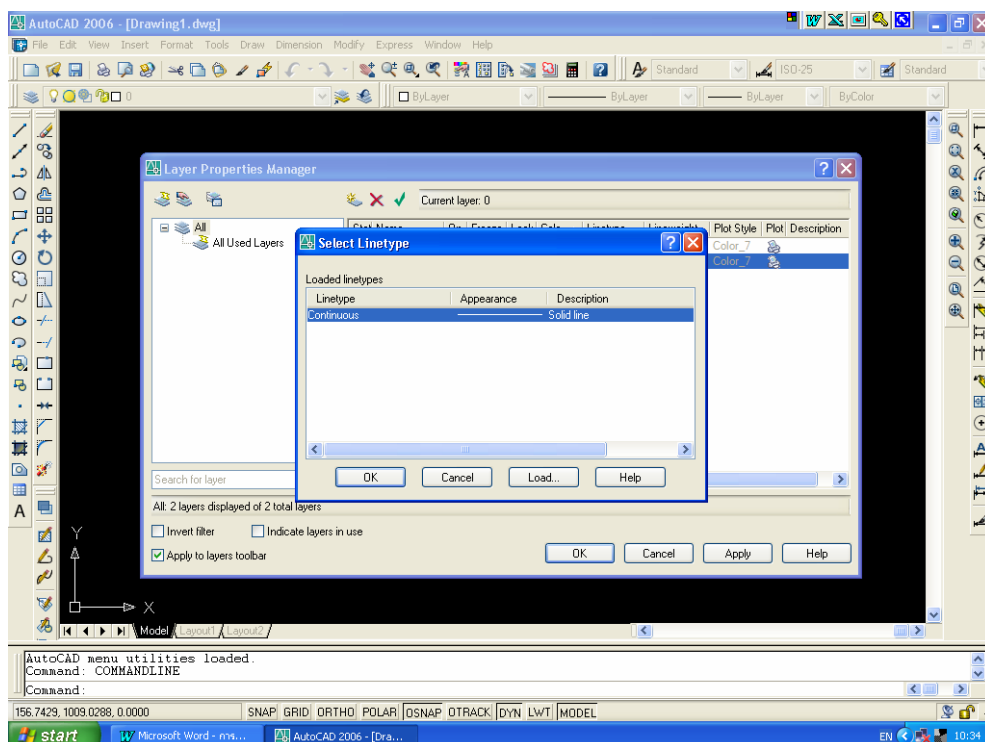 AutoCAD 2006 - [Drawing1.dwg]
File Edit View Insert Format Tools Draw Dimension Modify Express Window Help
Standard ISO-25 Standard
0 ByLayer ByLayer ByLayer ByColor
Layer Properties Manager
Current layer: 0
All
All Used Layers
Plot Style Plot Description
Color_7
Color_7
Select Linetype
Loaded linetypes
Linetype Appearance Description
Continuous Solid line
OK Cancel Load... Help
Search for layer
All: 2 layers displayed of 2 total layers
Invert filter Indicate layers in use
Apply to layers toolbar
OK Cancel Apply Help
Y
X
Model Layout1 Layout2
AutoCAD menu utilities loaded.
Command: COMMANDLINE
Command:
156.7429, 1009.0288, 0.0000 SNAP GRID ORTHO POLAR OSNAP OTRACK DYN LWT MODEL
start Microsoft Word - การ... AutoCAD 2006 - [Dra... EN 10:34